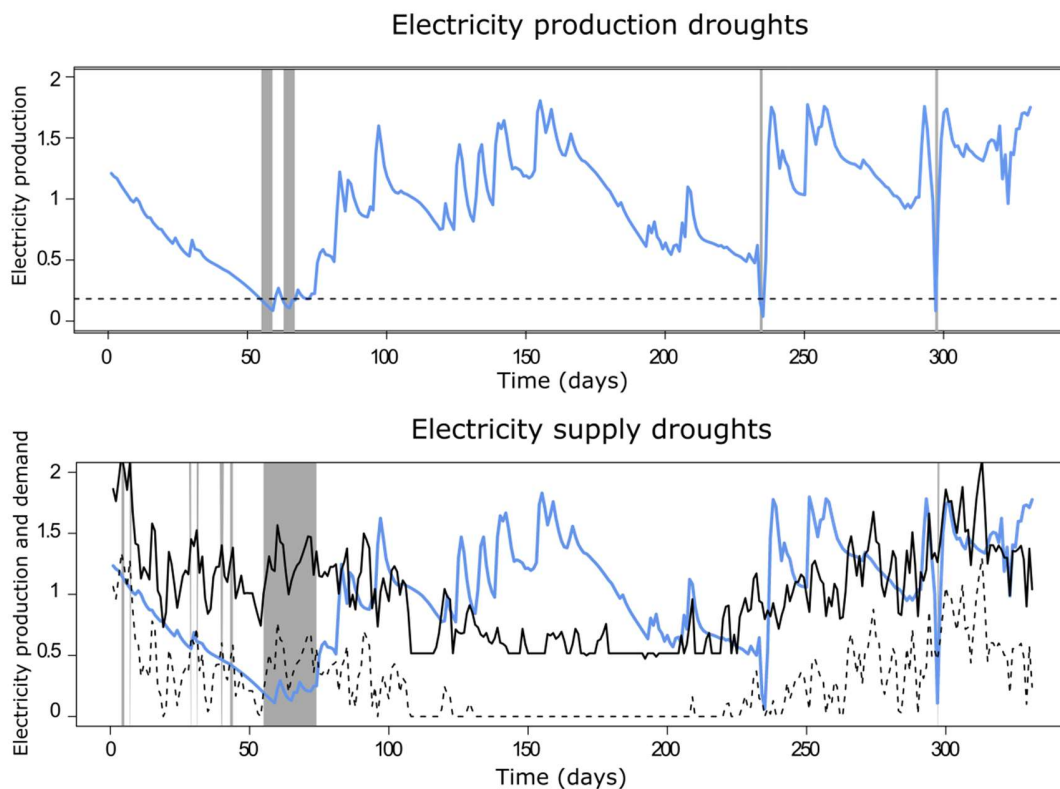 Electricity production droughts
Electricity production
2
1.5
1
0.5
0
0 50 100 150 200 250 300
Time (days)
Electricity supply droughts
Electricity production and demand
2
1.5
1
0.5
0
0 50 100 150 200 250 300
Time (days)